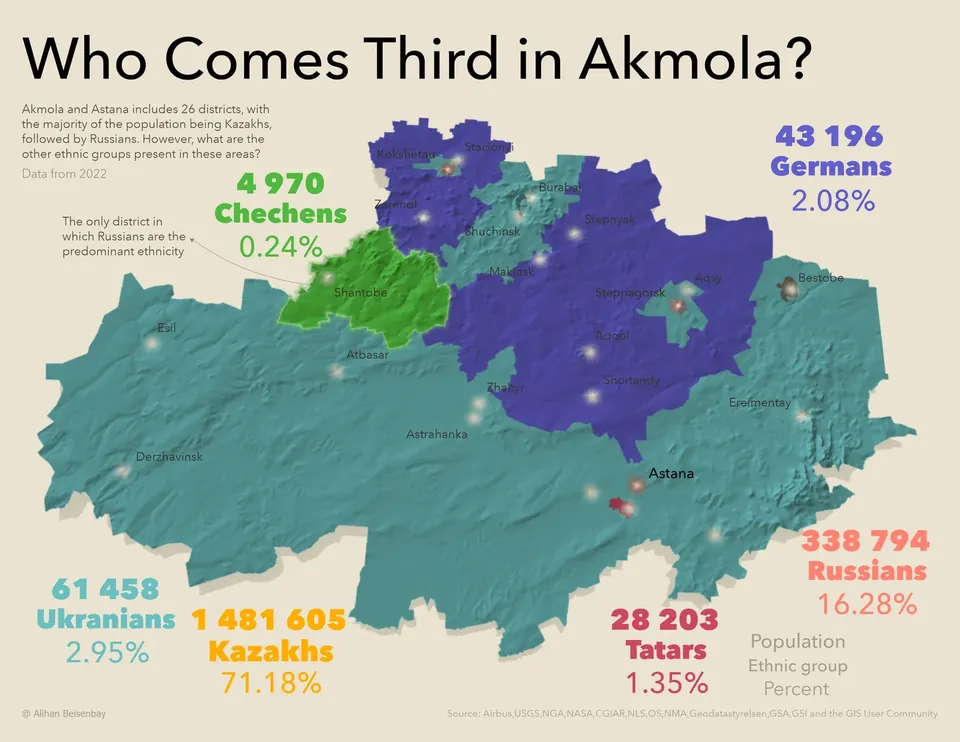 Who Comes Third in Akmola?
Akmola and Astana includes 26 districts, with
the majority of the population being Kazakhs,
followed by Russians. However, what are the
other ethnic groups present in these areas?
Data from 2022
43 196
Germans
2.08%
4 970
Chechens
0.24%
The only district in
which Russians are the
predominent ethnicity
Stacionji
Zarenol
Burabai
Shuchinsk
Stepnyak
Makinsk
Aqsy
Stepnagorsk
Bestobe
Shantobe
Esil
Atbasar
Aqqol
Shortandy
Zhaltyr
Ereimentay
Astrahanka
Derzhavinsk
Astana
338 794
Russians
16.28%
61 458
Ukranians
2.95%
1 481 605
Kazakhs
71.18%
28 203
Tatars
1.35%
Population
Ethnic group
Percent
@ Alihan Beisenbay
Source: Airbus,USGS,NGA,NASA,CGIAR,NLS,OS,NMA,Geodatastyrelsen,GSA,GSI and the GIS User Community